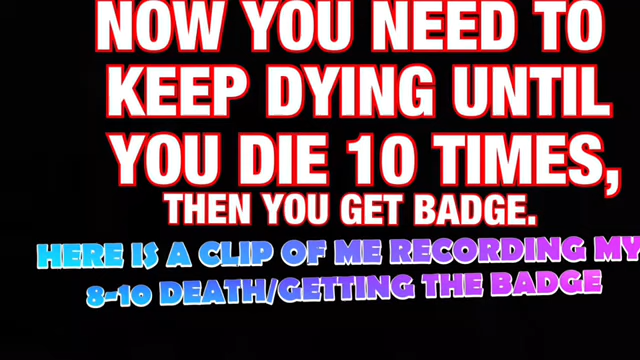 NOW YOU NEED TO
KEEP DYING UNTIL
YOU DIE 10 TIMES,
THEN YOU GET BADGE.
HERE IS A CLIP OF ME RECORDING MY
8-10 DEATH/GETTING THE BADGE